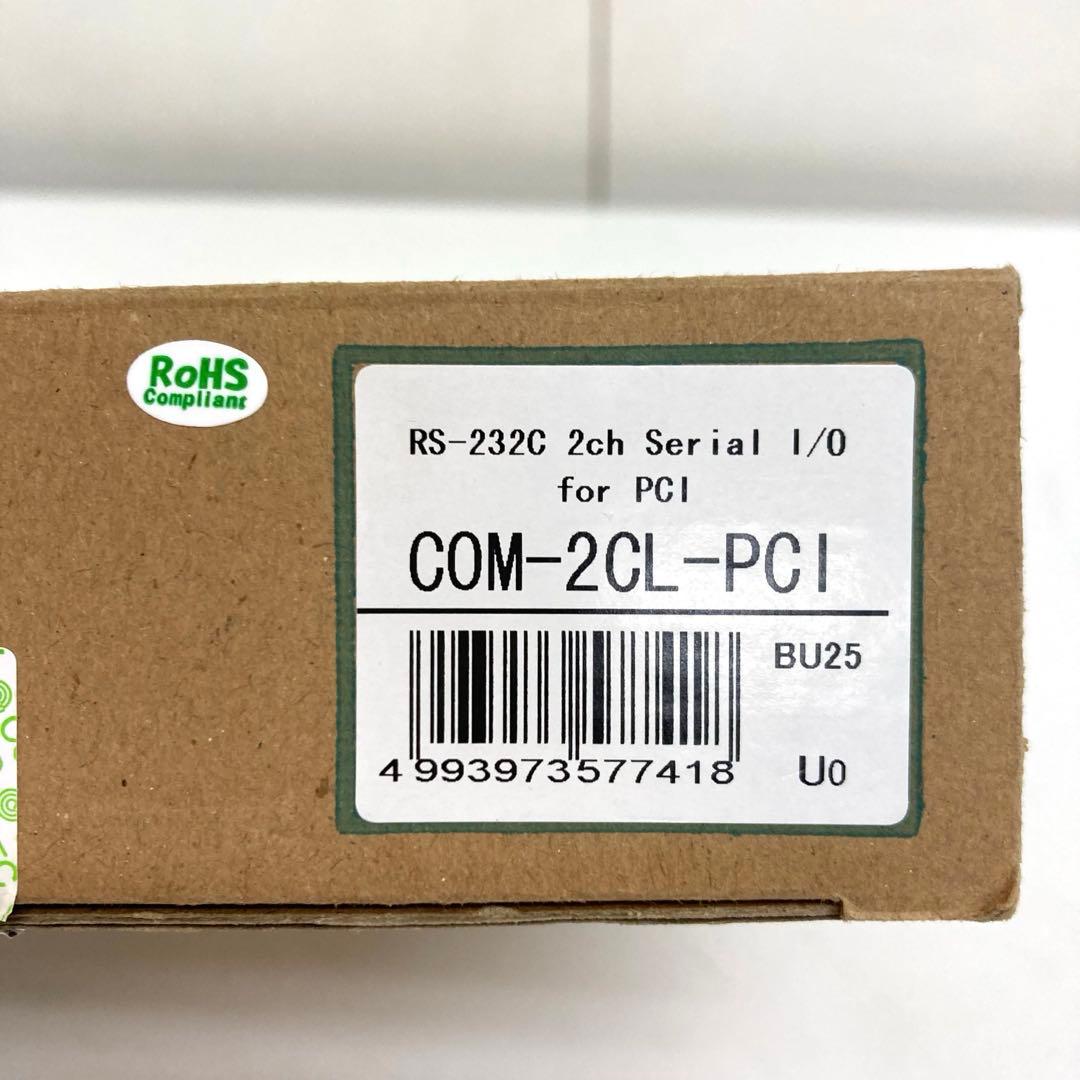 RoHS
Compliant
RS-232C 2ch Serial I/O
for PCI
COM-2CL-PCI
BU25
4 993973 577418
U0